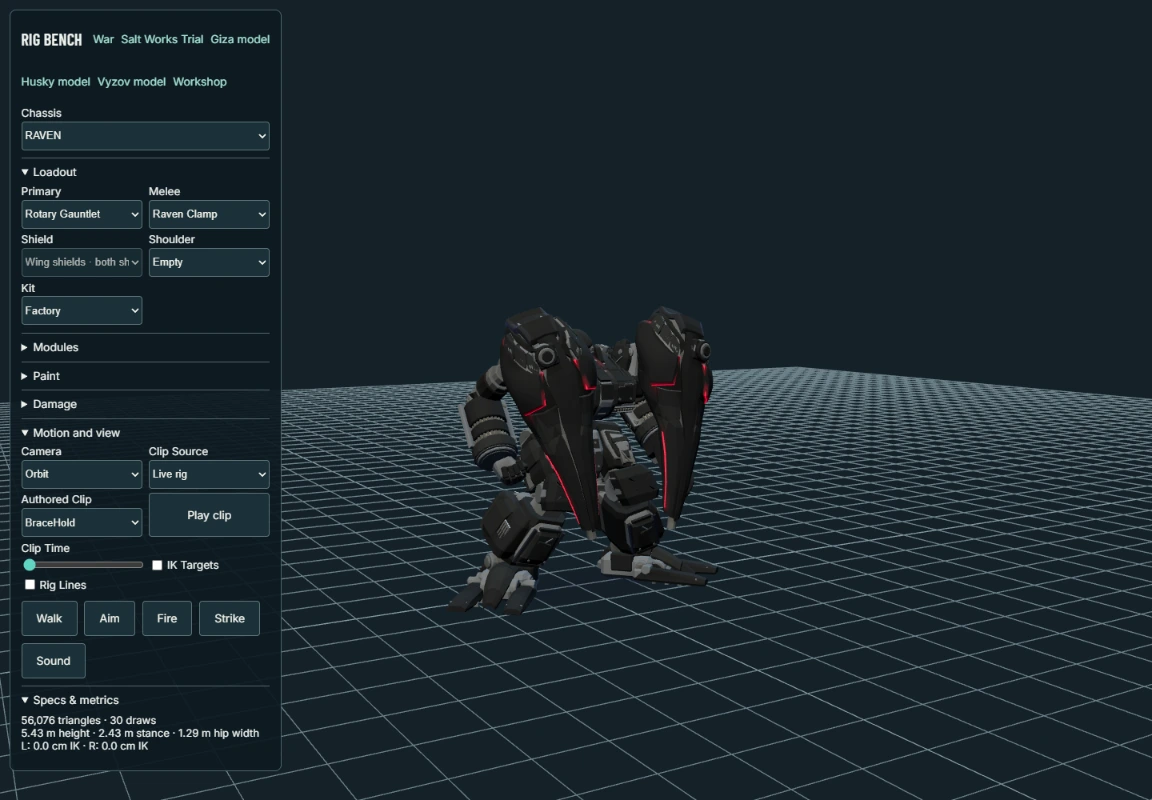 RIG BENCH War Salt Works Trial Giza model
Husky model Vyzov model Workshop
Chassis
RAVEN
Loadout
Primary Melee
Rotary Gauntlet Raven Clamp
Shield Shoulder
Wing shields · both sh Empty
Kit
Factory
Modules
Paint
Damage
Motion and view
Camera Clip Source
Orbit Live rig
Authored Clip
BraceHold Play clip
Clip Time
IK Targets
Rig Lines
Walk Aim Fire Strike
Sound
Specs & metrics
56,076 triangles · 30 draws
5.43 m height · 2.43 m stance · 1.29 m hip width
L: 0.0 cm IK · R: 0.0 cm IK